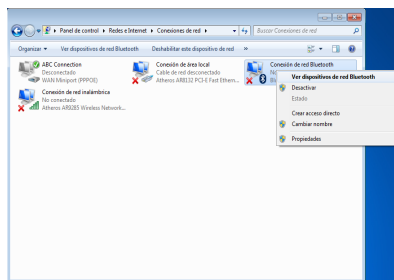 Panel de control ▸ Redes e Internet ▸ Conexiones de red ▸
Buscar Conexiones de red
Organizar
Ver dispositivos de red Bluetooth
Deshabilitar este dispositivo de red
»
ABC Connection
Desconectado
WAN Miniport (PPPOE)
Conexión de área local
Cable de red desconectado
Atheros AR8132 PCI-E Fast Ethern...
Conexión de red Bluetooth
Conexión de red inalámbrica
No conectado
Atheros AR9285 Wireless Network...
Ver dispositivos de red Bluetooth
Desactivar
Estado
Crear acceso directo
Cambiar nombre
Propiedades